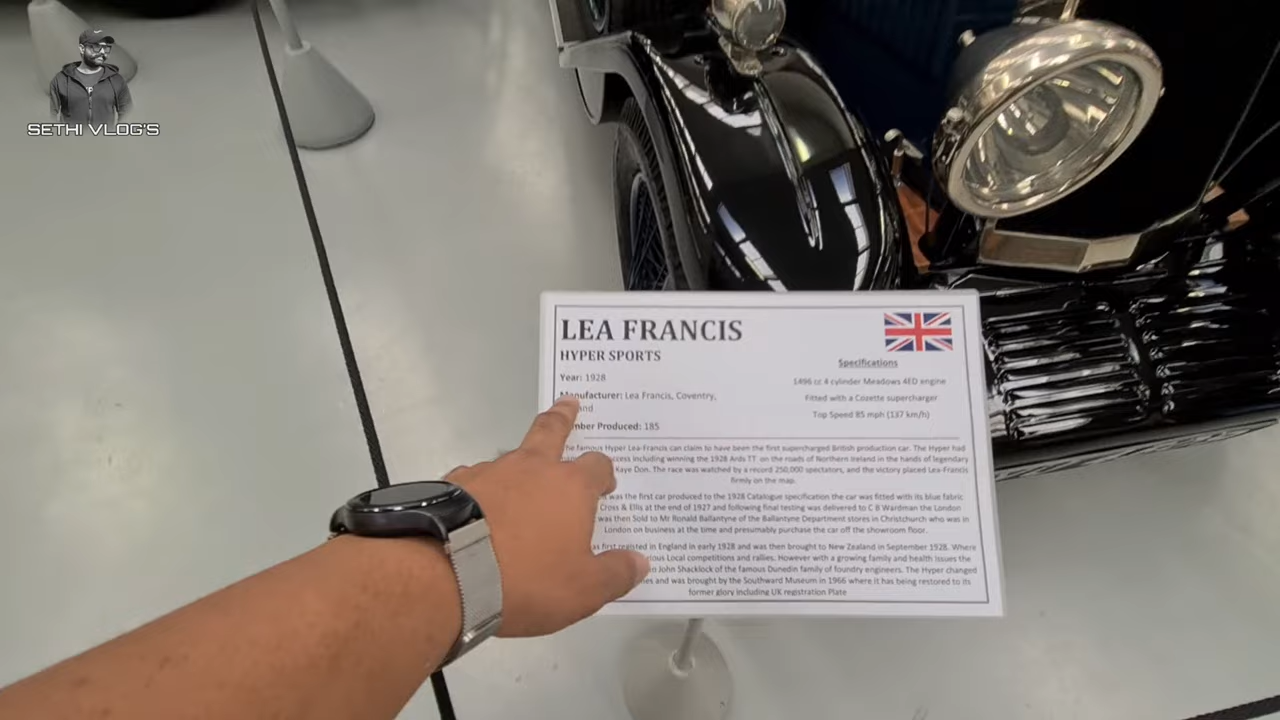 SETHI VLOG'S
LEA FRANCIS
HYPER SPORTS
Year: 1928
Manufacturer: Lea Francis, Coventry,
Number Produced: 185
Specifications
1496 cc 4 cylinder Meadows 4ED engine
Fitted with a Cozette supercharger
Top Speed 85 mph (137 km/h)
The famous Hyper Lea-Francis can claim to have been the first supercharged British production car. The Hyper had
success including winning the 1928 Ards TT on the roads of Northern Ireland in the hands of legendary
Kaye Don. The race was watched by a record 250,000 spectators, and the victory placed Lea-Francis
firmly on the map.
was the first car produced to the 1928 Catalogue specification the car was fitted with its blue fabric
Cross & Ellis at the end of 1927 and following final testing was delivered to C B Wardman the London
was then Sold to Mr Ronald Ballantyne of the Ballantyne Department stores in Christchurch who was in
London on business at the time and presumably purchase the car off the showroom floor.
first registed in England in early 1928 and was then brought to New Zealand in September 1928. Where
Local competitions and rallies. However with a growing family and health issues the
John Shacklock of the famous Dunedin family of foundry engineers. The Hyper changed
and was brought by the Southward Museum in 1966 where it has being restored to its
former glory including UK registration Plate